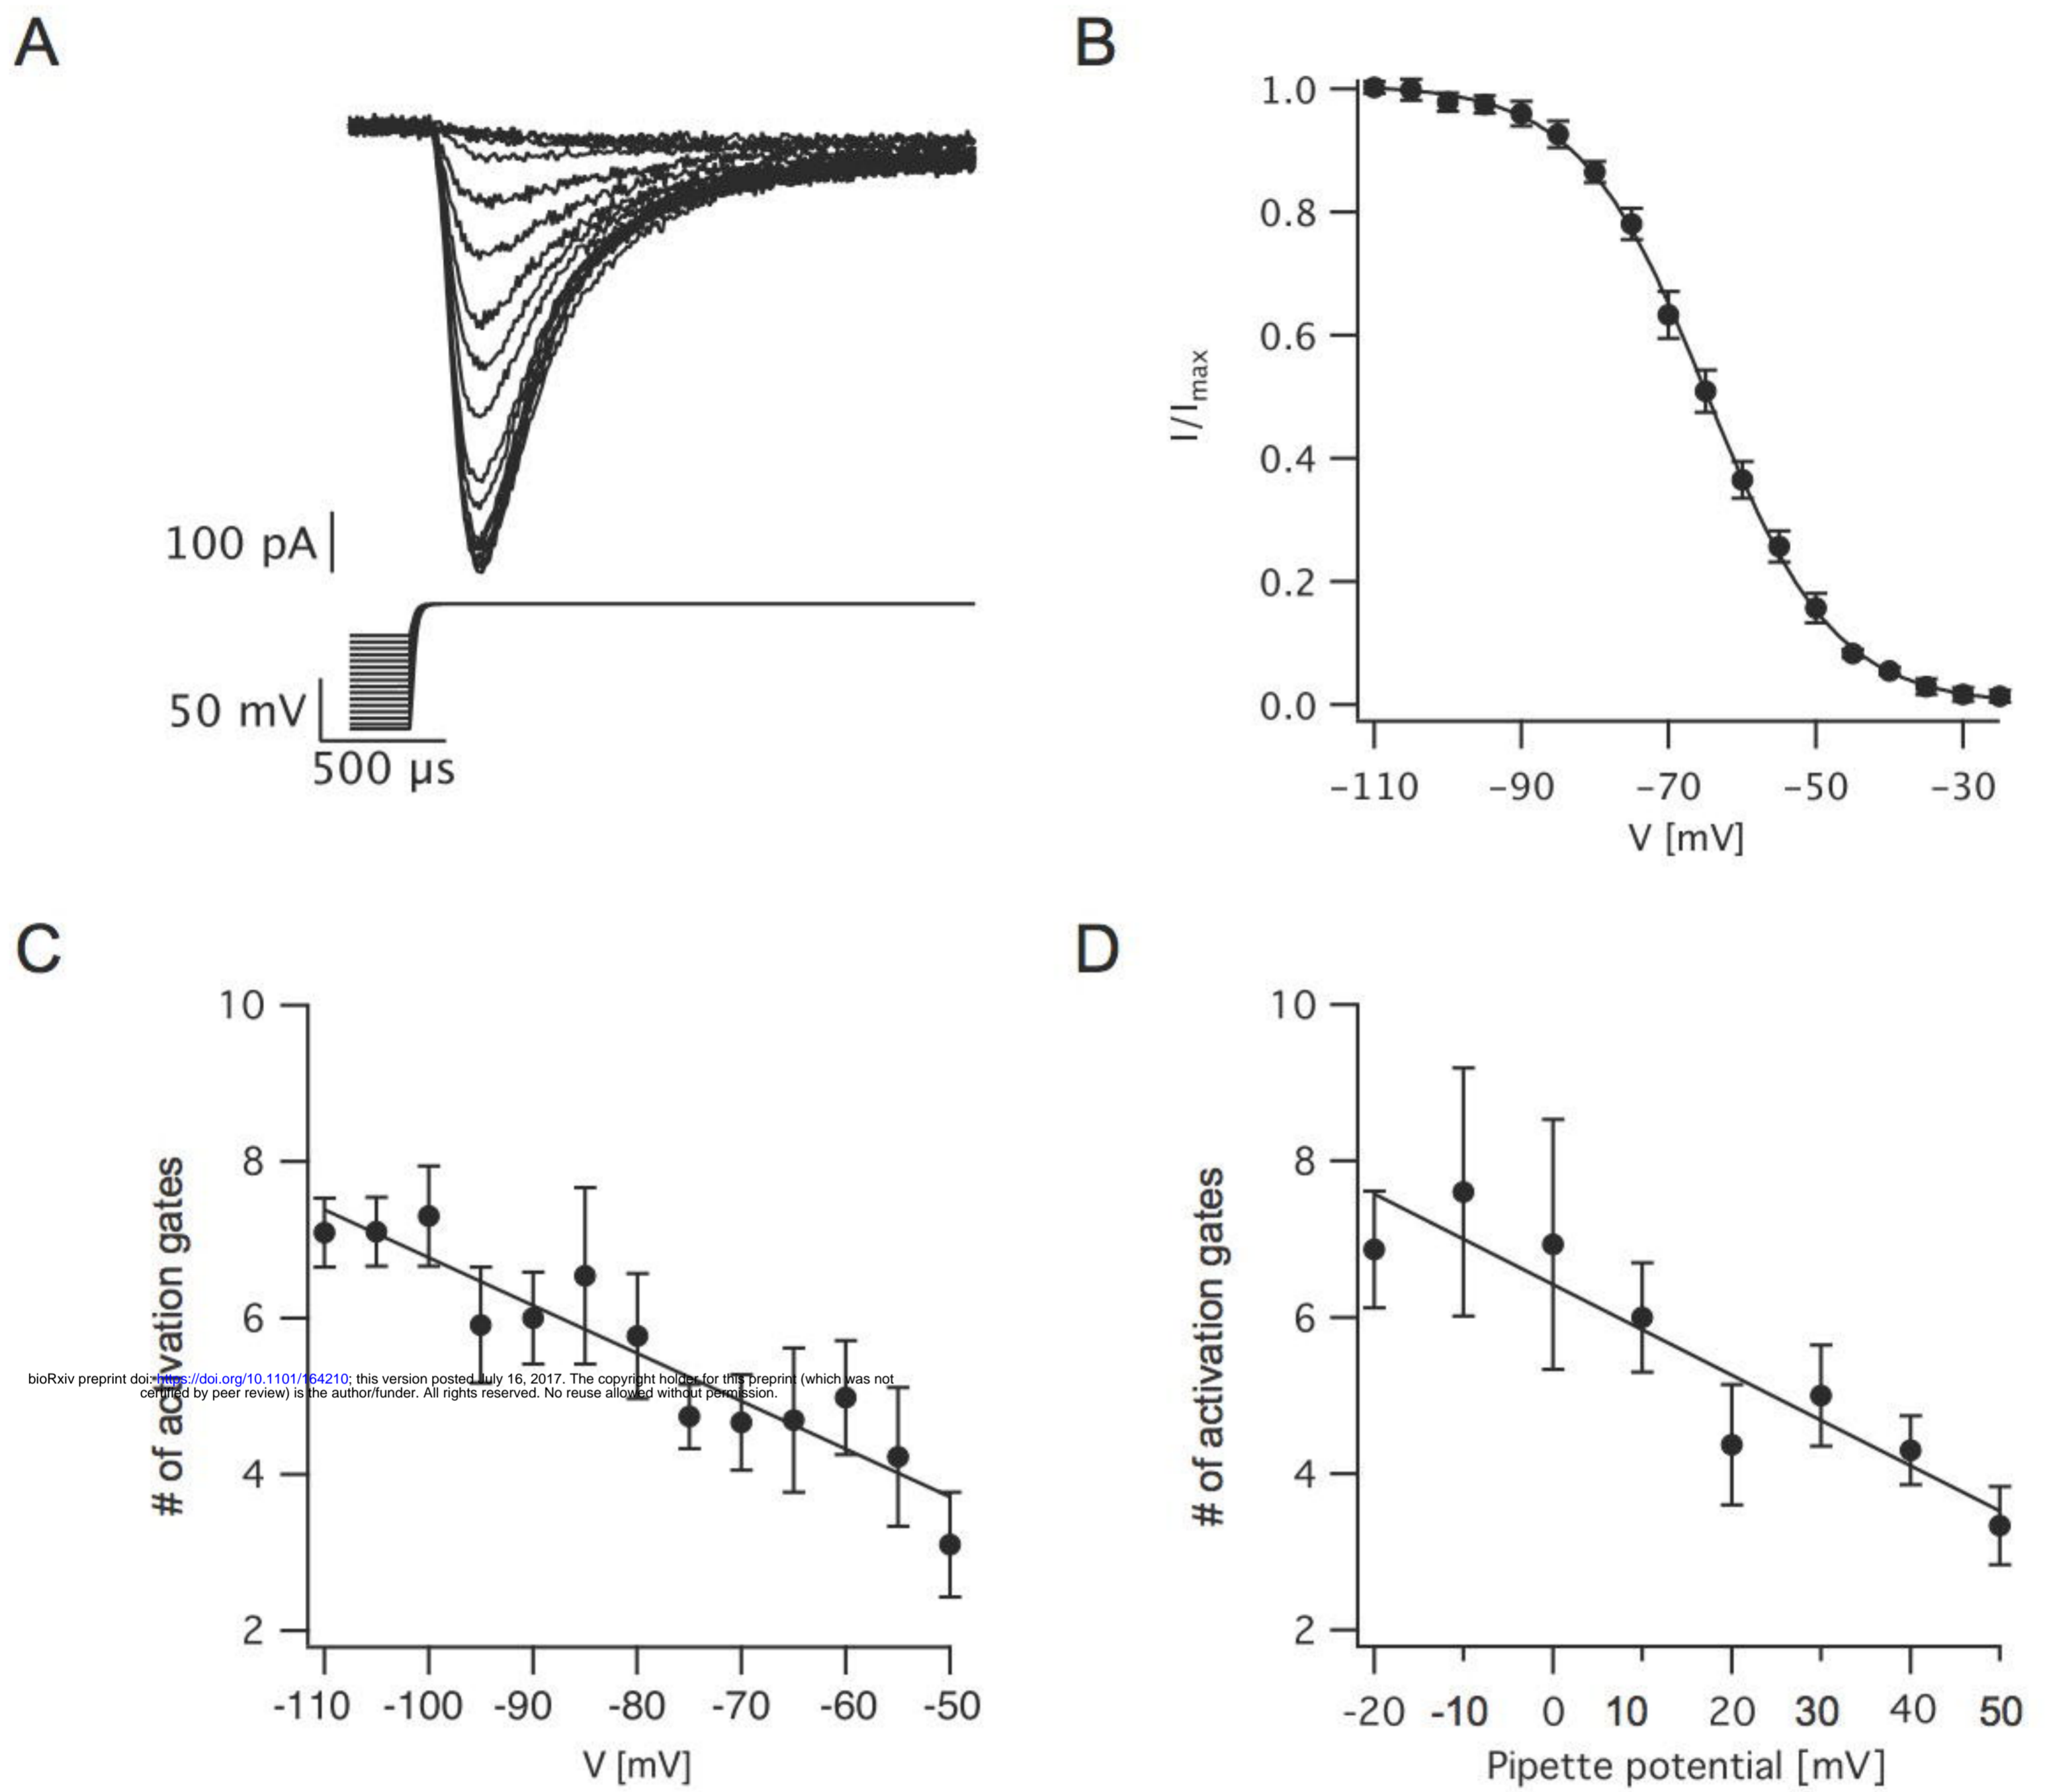 A
100 pA
50 mV
500 µs
B
1.0
0.8
0.6
0.4
0.2
0.0
I/Imax
−110 −90 −70 −50 −30
V [mV]
C
10
8
6
4
2
# of activation gates
-110 -100 -90 -80 -70 -60 -50
V [mV]
bioRxiv preprint doi: https://doi.org/10.1101/164210; this version posted July 16, 2017. The copyright holder for this preprint (which was not
certified by peer review) is the author/funder. All rights reserved. No reuse allowed without permission.
D
10
8
6
4
2
# of activation gates
-20 -10 0 10 20 30 40 50
Pipette potential [mV]